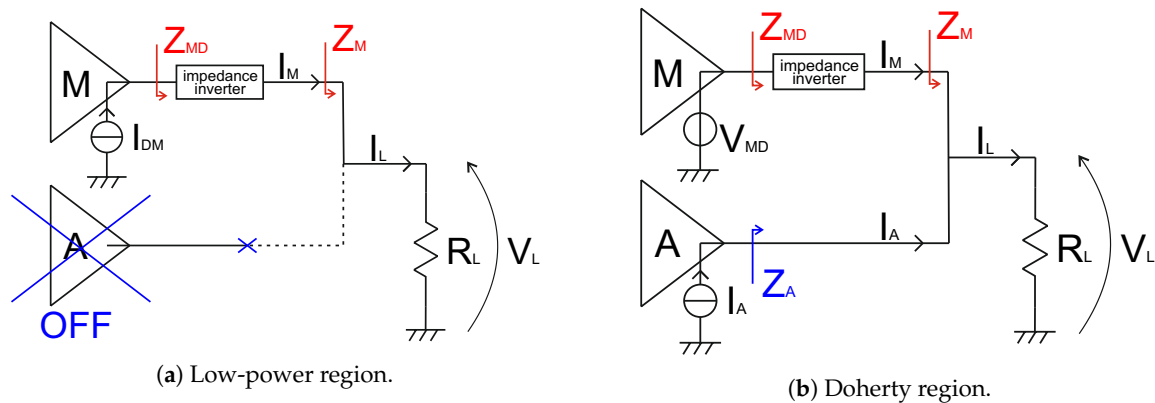 Z_MD
Z_M
M
impedance
inverter
I_M
I_DM
I_L
A
OFF
R_L
V_L
(a) Low-power region.
Z_MD
Z_M
M
impedance
inverter
I_M
V_MD
I_L
A
I_A
Z_A
I_A
R_L
V_L
(b) Doherty region.